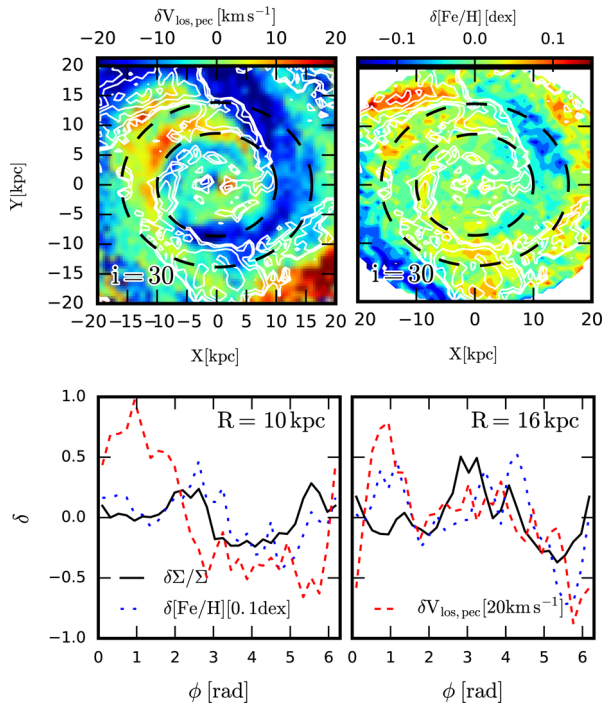 δV_los,pec [km s⁻¹]
−20 −10 0 10 20
δ[Fe/H] [dex]
−0.1 0.0 0.1
Y[kpc]
20
15
10
5
0
−5
−10
−15
−20
i = 30
−20 −15 −10 −5 0 5 10 15 20
X[kpc]
i = 30
−20 −10 0 10 20
X[kpc]
δ
1.0
0.5
0.0
−0.5
−1.0
R = 10 kpc
δΣ/Σ
δ[Fe/H][0.1dex]
0 1 2 3 4 5 6
ϕ [rad]
R = 16 kpc
δV_los,pec[20km s⁻¹]
0 1 2 3 4 5 6
ϕ [rad]